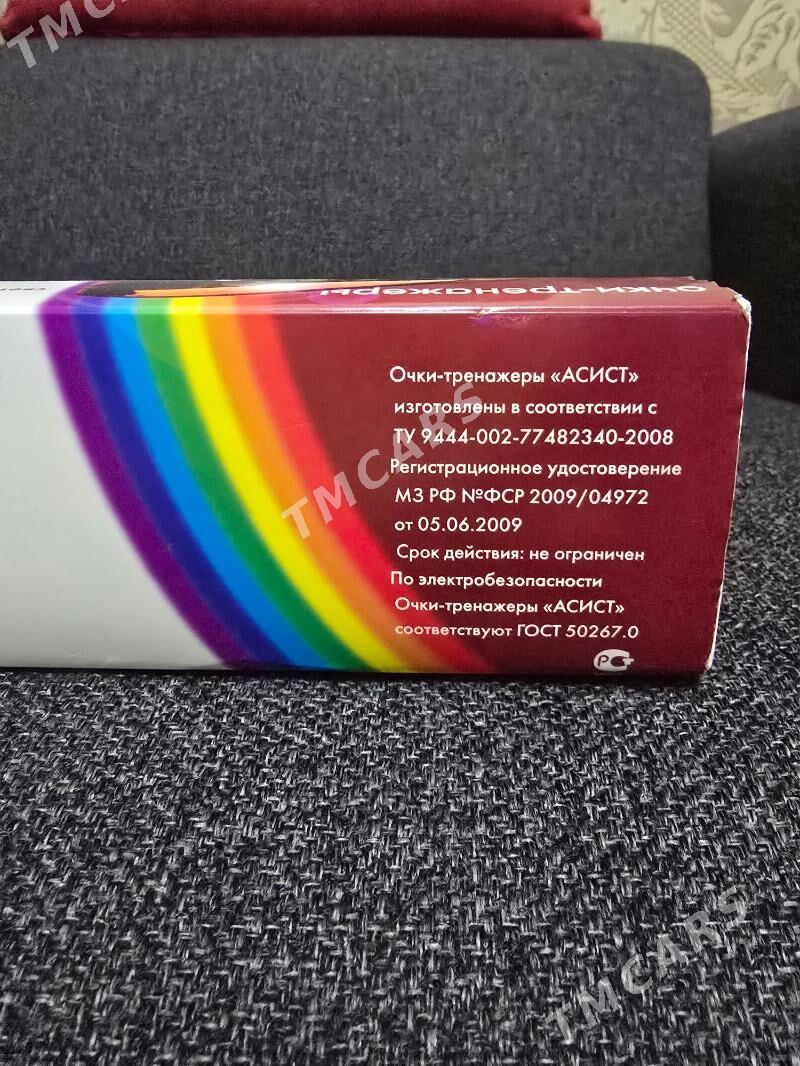 TMCARS
очки-тренажеры
Очки-тренажеры «АСИСТ»
изготовлены в соответствии с
ТУ 9444-002-77482340-2008
Регистрационное удостоверение
МЗ РФ №ФСР 2009/04972
от 05.06.2009
Срок действия: не ограничен
По электробезопасности
Очки-тренажеры «АСИСТ»
соответствуют ГОСТ 50267.0
РСТ
TMCARS
TMCARS